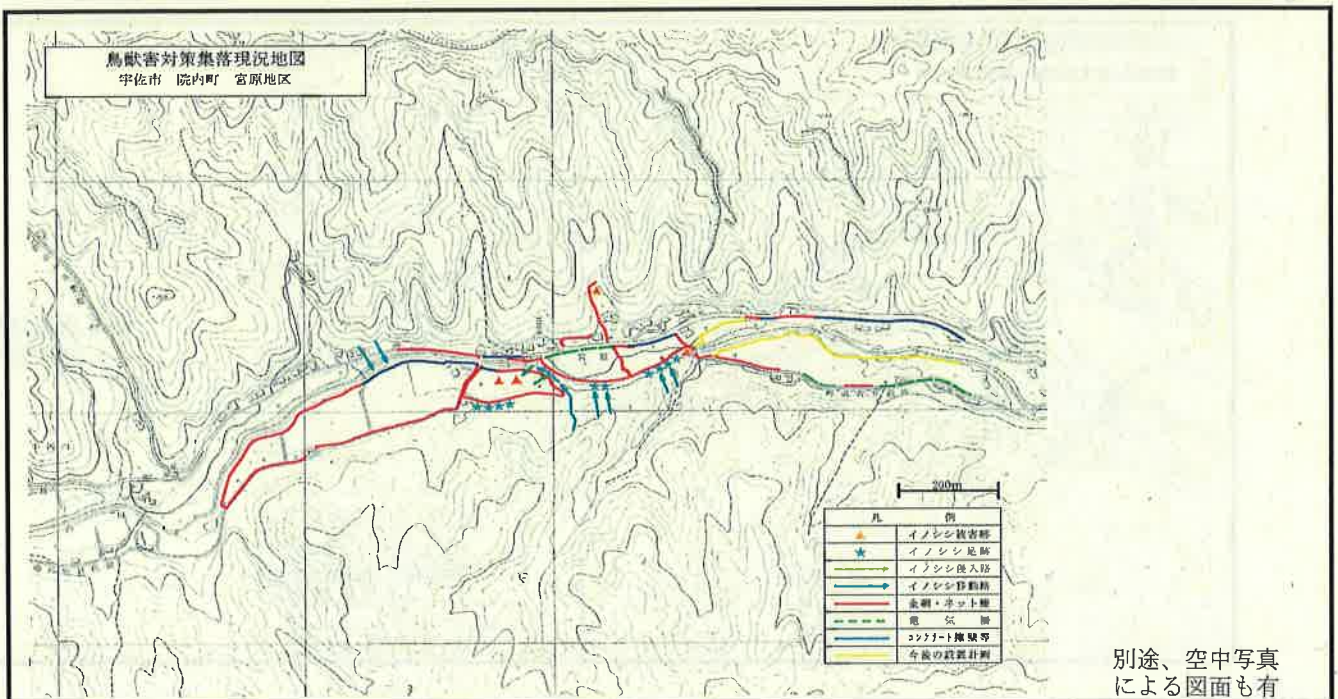 鳥獣害対策集落現況地図
宇佐市 院内町 宮原地区
200m
凡 例
イノシシ被害跡
イノシシ足跡
イノシシ侵入路
イノシシ移動路
金網・ネット柵
電 気 柵
コンクリート擁壁等
今後の設置計画
別途、空中写真
による図面も有